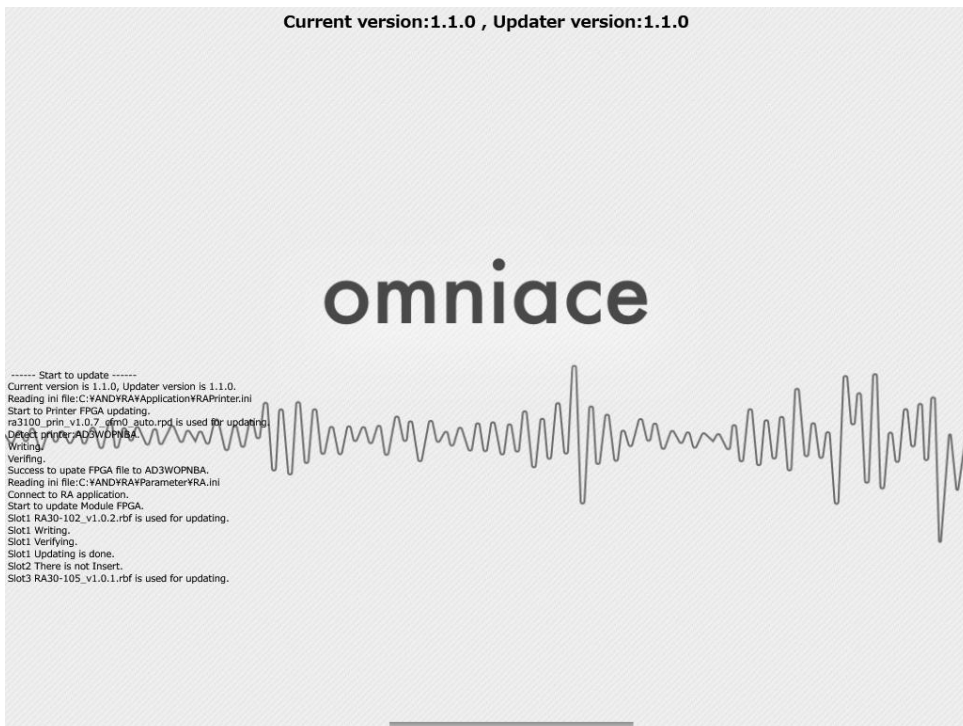 Current version:1.1.0 , Updater version:1.1.0
omniace
------ Start to update ------
Current version is 1.1.0, Updater version is 1.1.0.
Reading ini file:C:¥AND¥RA¥Application¥RAPrinter.ini
Start to Printer FPGA updating.
ra3100_prin_v1.0.7_cfm0_auto.rpd is used for updating.
Detect printer:AD3WOPNBA.
Writing.
Verifing.
Success to upate FPGA file to AD3WOPNBA.
Reading ini file:C:¥AND¥RA¥Parameter¥RA.ini
Connect to RA application.
Start to update Module FPGA.
Slot1 RA30-102_v1.0.2.rbf is used for updating.
Slot1 Writing.
Slot1 Verifying.
Slot1 Updating is done.
Slot2 There is not Insert.
Slot3 RA30-105_v1.0.1.rbf is used for updating.